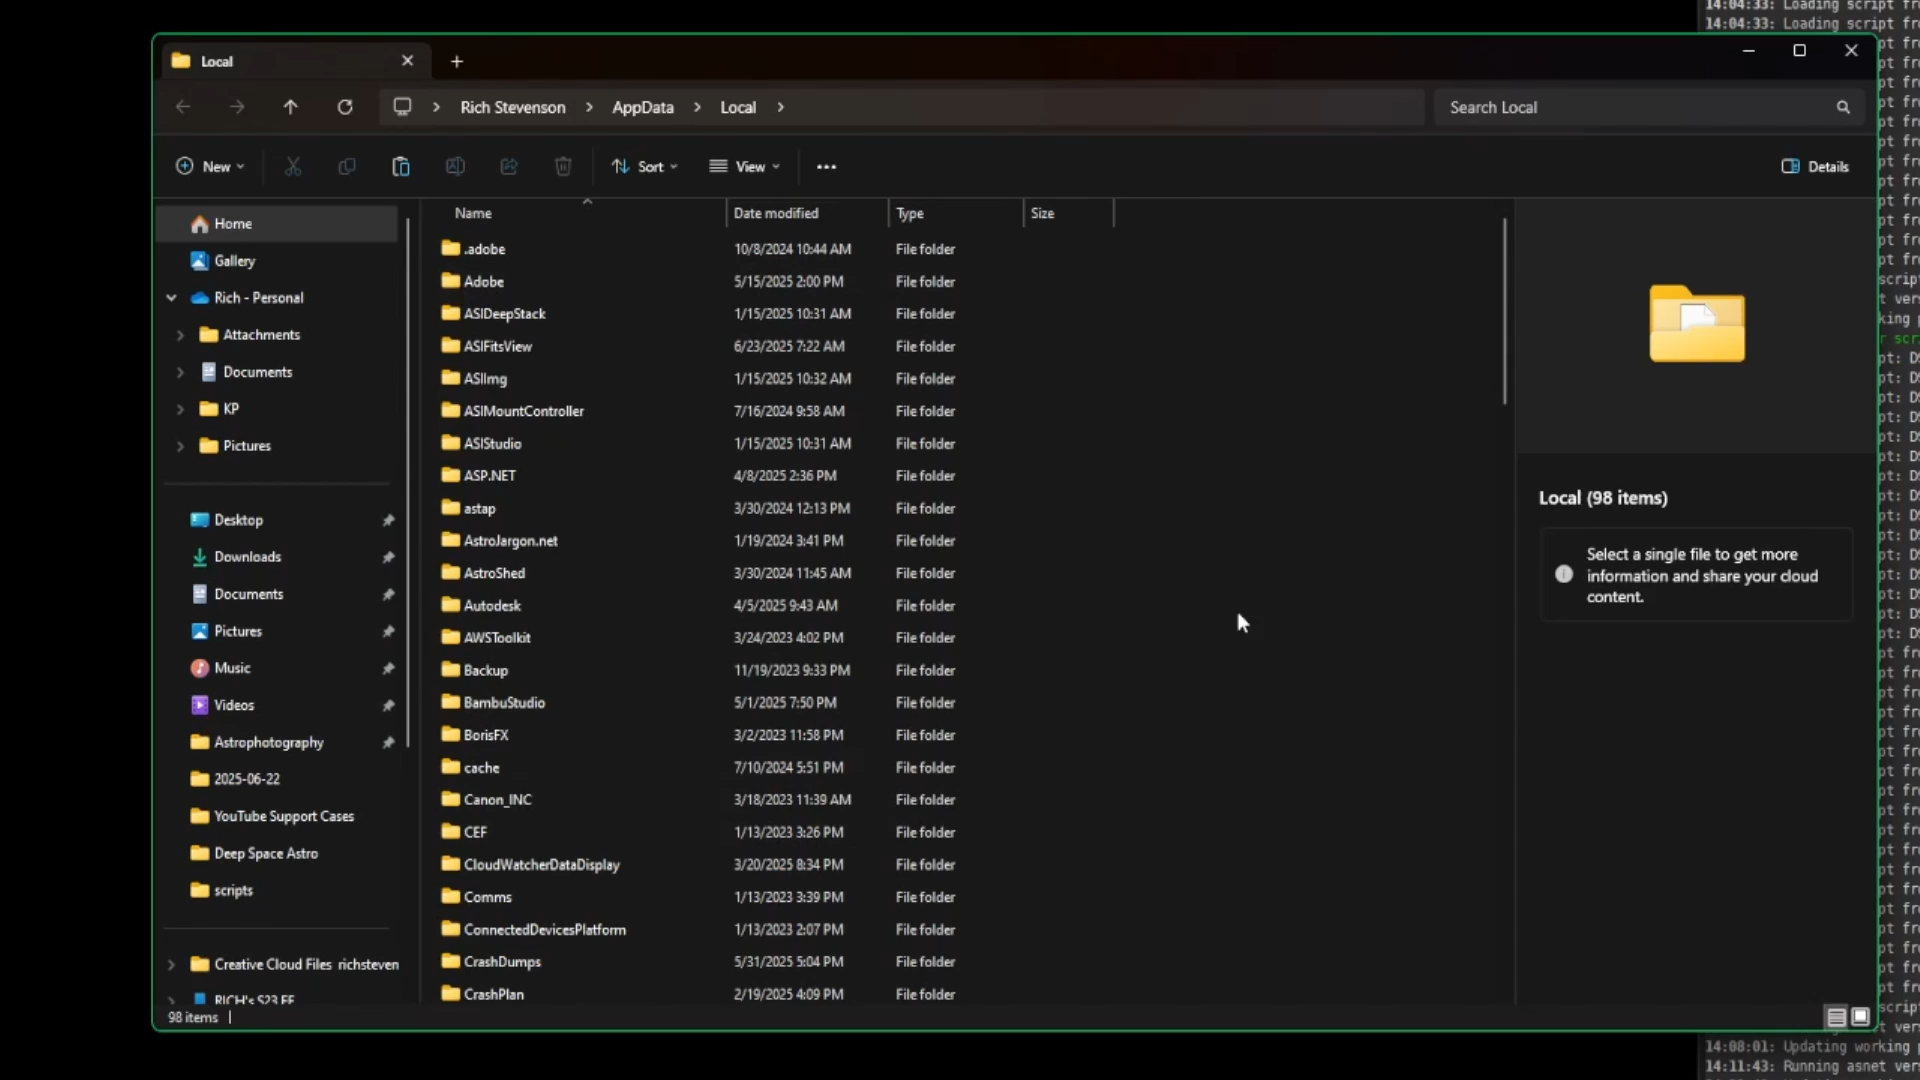 14:04:33: Loading script fr
14:04:33: Loading script fr
Local
Rich Stevenson > AppData > Local >
Search Local
New
Sort
View
Details
Name
Date modified
Type
Size
Home
Gallery
Rich - Personal
Attachments
Documents
KP
Pictures
Desktop
Downloads
Documents
Pictures
Music
Videos
Astrophotography
2025-06-22
YouTube Support Cases
Deep Space Astro
scripts
Creative Cloud Files richsteven
RICH's S23 FE
.adobe 10/8/2024 10:44 AM File folder
Adobe 5/15/2025 2:00 PM File folder
ASIDeepStack 1/15/2025 10:31 AM File folder
ASIFitsView 6/23/2025 7:22 AM File folder
ASIImg 1/15/2025 10:32 AM File folder
ASIMountController 7/16/2024 9:58 AM File folder
ASIStudio 1/15/2025 10:31 AM File folder
ASP.NET 4/8/2025 2:36 PM File folder
astap 3/30/2024 12:13 PM File folder
AstroJargon.net 1/19/2024 3:41 PM File folder
AstroShed 3/30/2024 11:45 AM File folder
Autodesk 4/5/2025 9:43 AM File folder
AWSToolkit 3/24/2023 4:02 PM File folder
Backup 11/19/2023 9:33 PM File folder
BambuStudio 5/1/2025 7:50 PM File folder
BorisFX 3/2/2023 11:58 PM File folder
cache 7/10/2024 5:51 PM File folder
Canon_INC 3/18/2023 11:39 AM File folder
CEF 1/13/2023 3:26 PM File folder
CloudWatcherDataDisplay 3/20/2025 8:34 PM File folder
Comms 1/13/2023 3:39 PM File folder
ConnectedDevicesPlatform 1/13/2023 2:07 PM File folder
CrashDumps 5/31/2025 5:04 PM File folder
CrashPlan 2/19/2025 4:09 PM File folder
Local (98 items)
Select a single file to get more
information and share your cloud
content.
98 items
14:08:01: Updating working
14:11:43: Running asnet ver